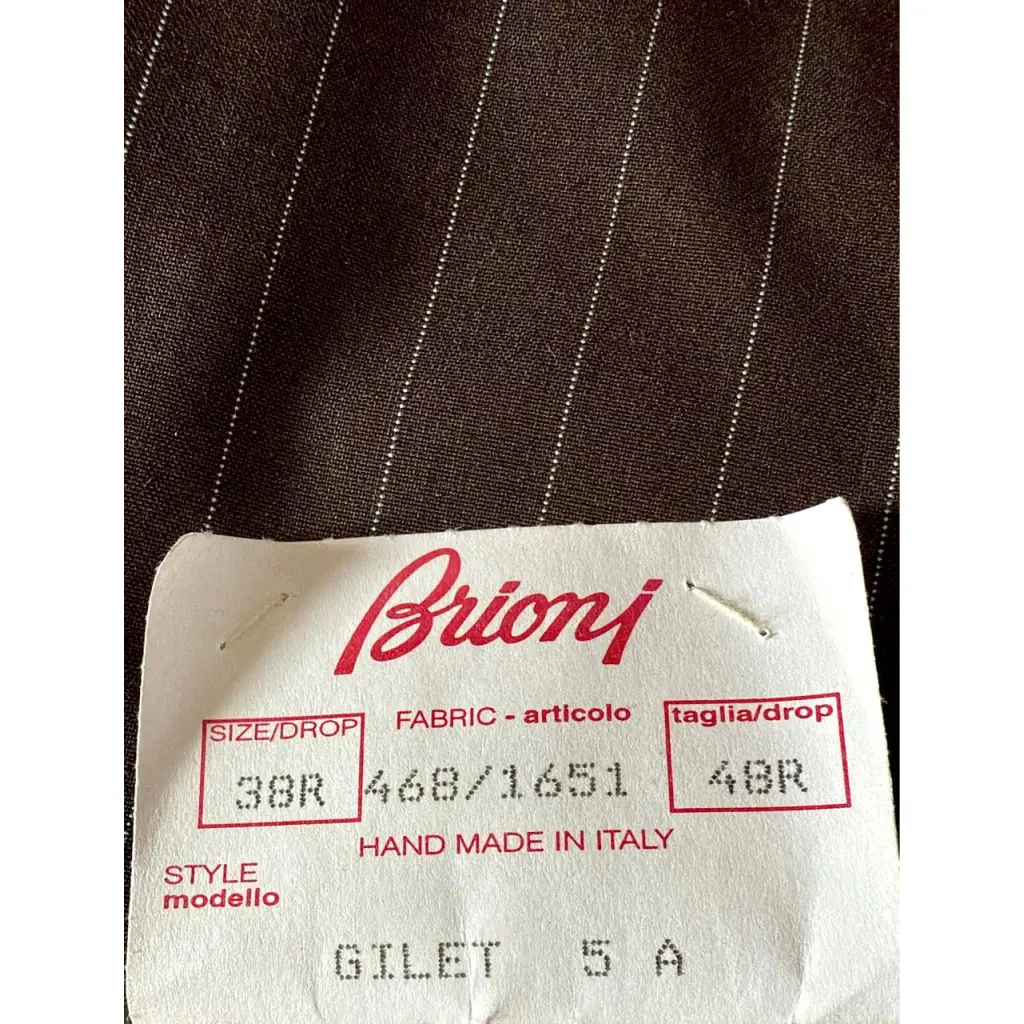 Brioni
SIZE/DROP FABRIC - articolo taglia/drop
38R 468/1651 48R
HAND MADE IN ITALY
STYLE
modello
GILET 5 A